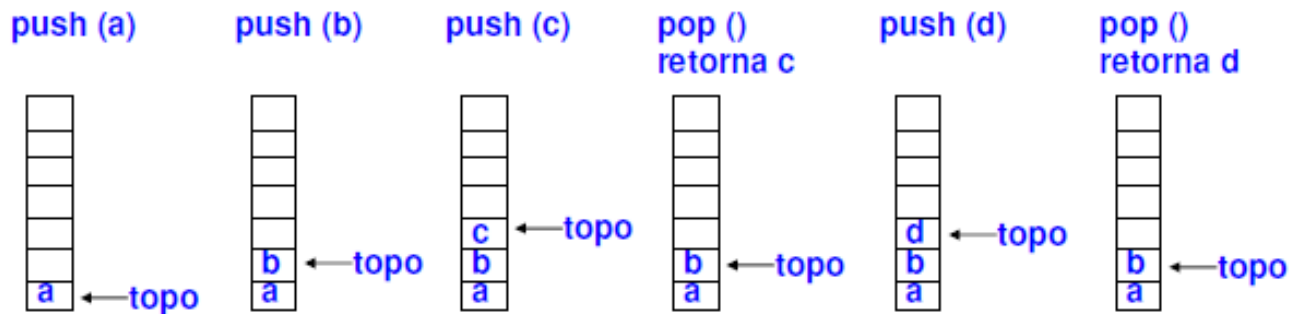 push (a)
push (b)
push (c)
pop ()
retorna c
push (d)
pop ()
retorna d
a
topo
b
a
topo
c
b
a
topo
b
a
topo
d
b
a
topo
b
a
topo